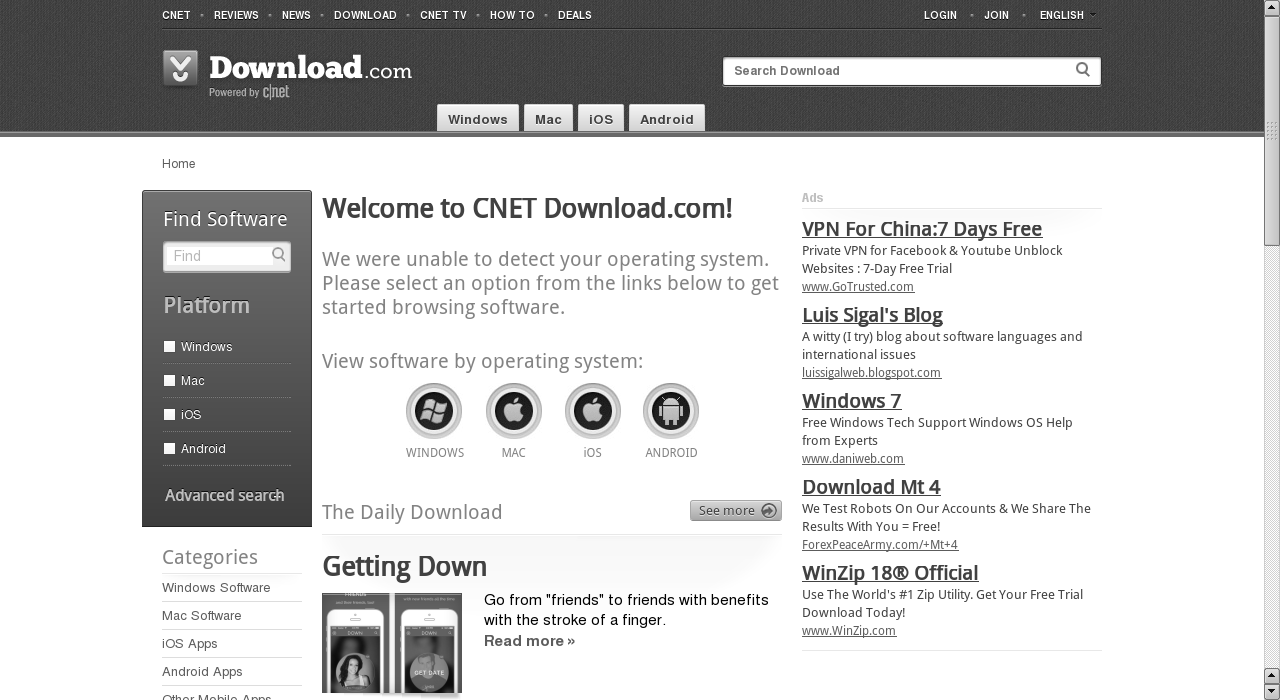 CNET REVIEWS NEWS DOWNLOAD CNET TV HOW TO DEALS
LOGIN JOIN ENGLISH
Download.com
Powered by c|net
Search Download
Windows Mac iOS Android
Home
Find Software
Find
Platform
Windows
Mac
iOS
Android
Advanced search
Categories
Windows Software
Mac Software
iOS Apps
Android Apps
Other Mobile Apps
Welcome to CNET Download.com!
We were unable to detect your operating system.
Please select an option from the links below to get
started browsing software.
View software by operating system:
WINDOWS MAC iOS ANDROID
The Daily Download
See more
Getting Down
FRIENDS
DOWN
DOWN
GET DATE
Go from "friends" to friends with benefits
with the stroke of a finger.
Read more »
Ads
VPN For China:7 Days Free
Private VPN for Facebook & Youtube Unblock
Websites : 7-Day Free Trial
www.GoTrusted.com
Luis Sigal's Blog
A witty (I try) blog about software languages and
international issues
luissigalweb.blogspot.com
Windows 7
Free Windows Tech Support Windows OS Help
from Experts
www.daniweb.com
Download Mt 4
We Test Robots On Our Accounts & We Share The
Results With You = Free!
ForexPeaceArmy.com/+Mt+4
WinZip 18® Official
Use The World's #1 Zip Utility. Get Your Free Trial
Download Today!
www.WinZip.com